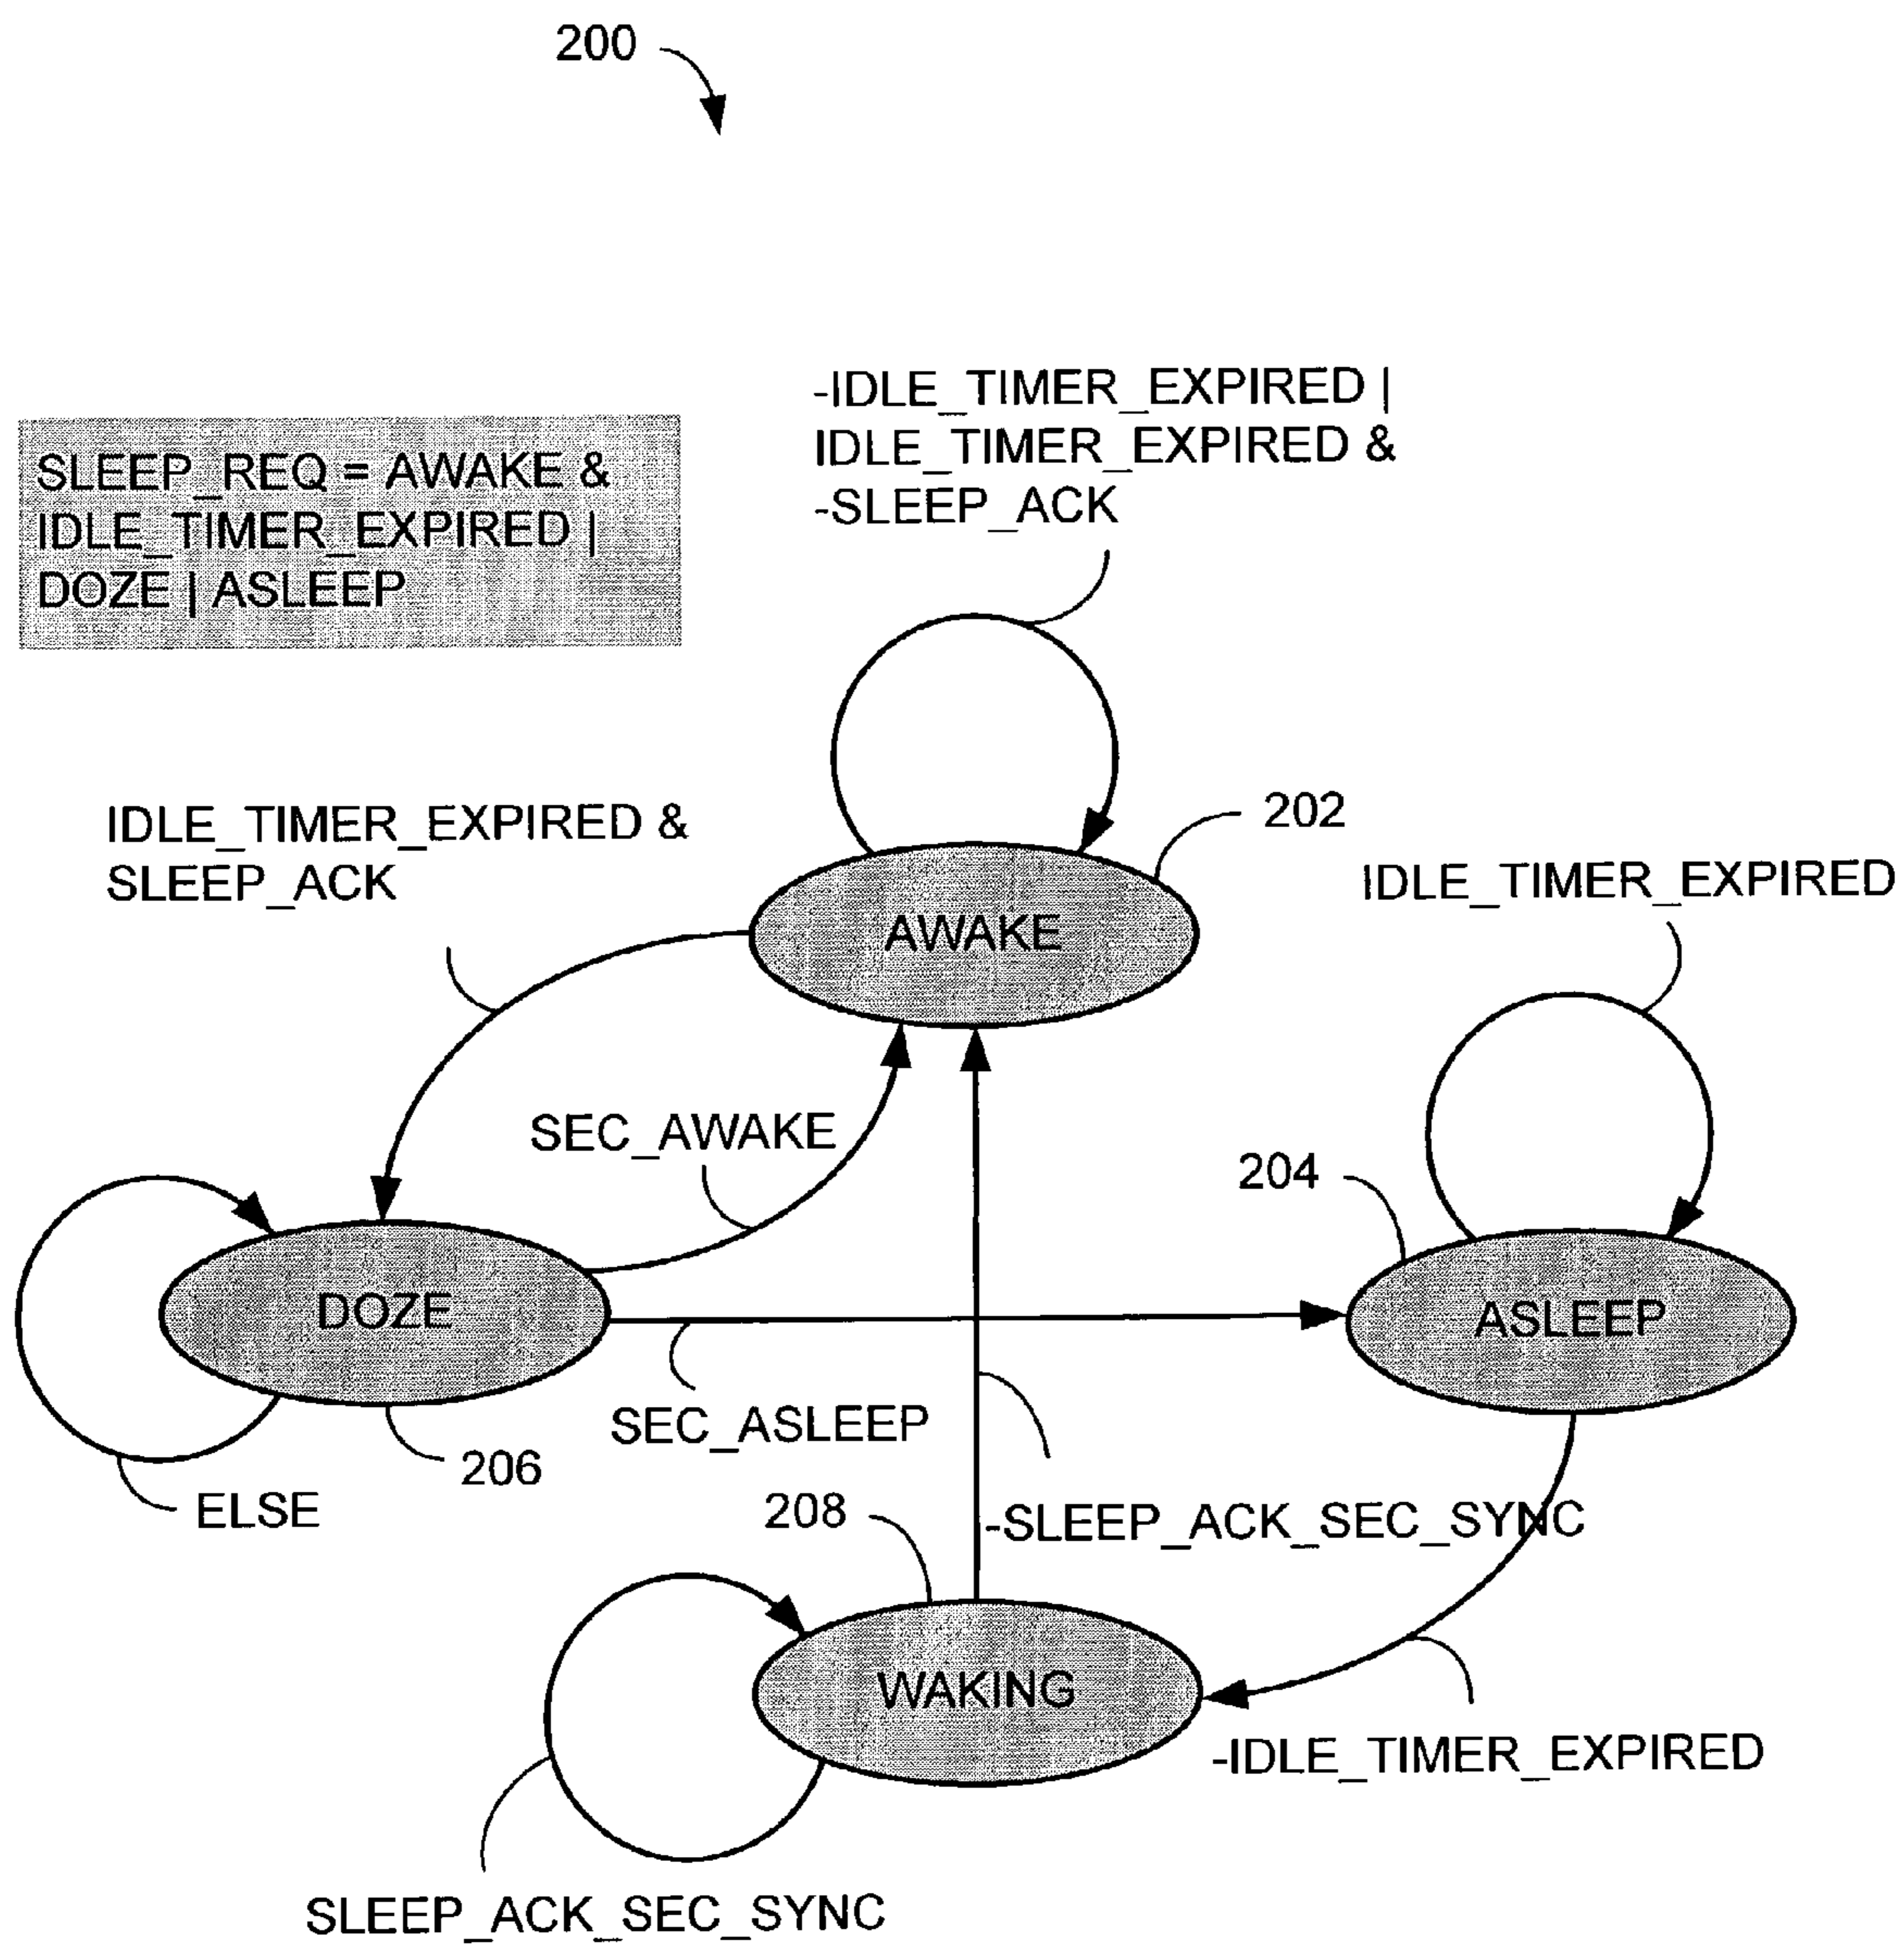 200
-IDLE_TIMER_EXPIRED |
IDLE_TIMER_EXPIRED &
-SLEEP_ACK
SLEEP_REQ = AWAKE &
IDLE_TIMER_EXPIRED |
DOZE | ASLEEP
IDLE_TIMER_EXPIRED &
SLEEP_ACK
202
IDLE_TIMER_EXPIRED
AWAKE
SEC_AWAKE
204
DOZE
ASLEEP
SEC_ASLEEP
206
ELSE
208
-SLEEP_ACK_SEC_SYNC
WAKING
-IDLE_TIMER_EXPIRED
SLEEP_ACK_SEC_SYNC